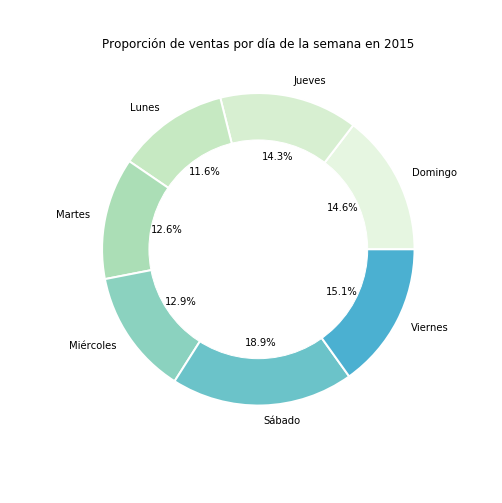 Proporción de ventas por día de la semana en 2015
Jueves
Lunes
14.3%
11.6%
Domingo
14.6%
Martes
12.6%
15.1%
12.9%
Viernes
Miércoles
18.9%
Sábado